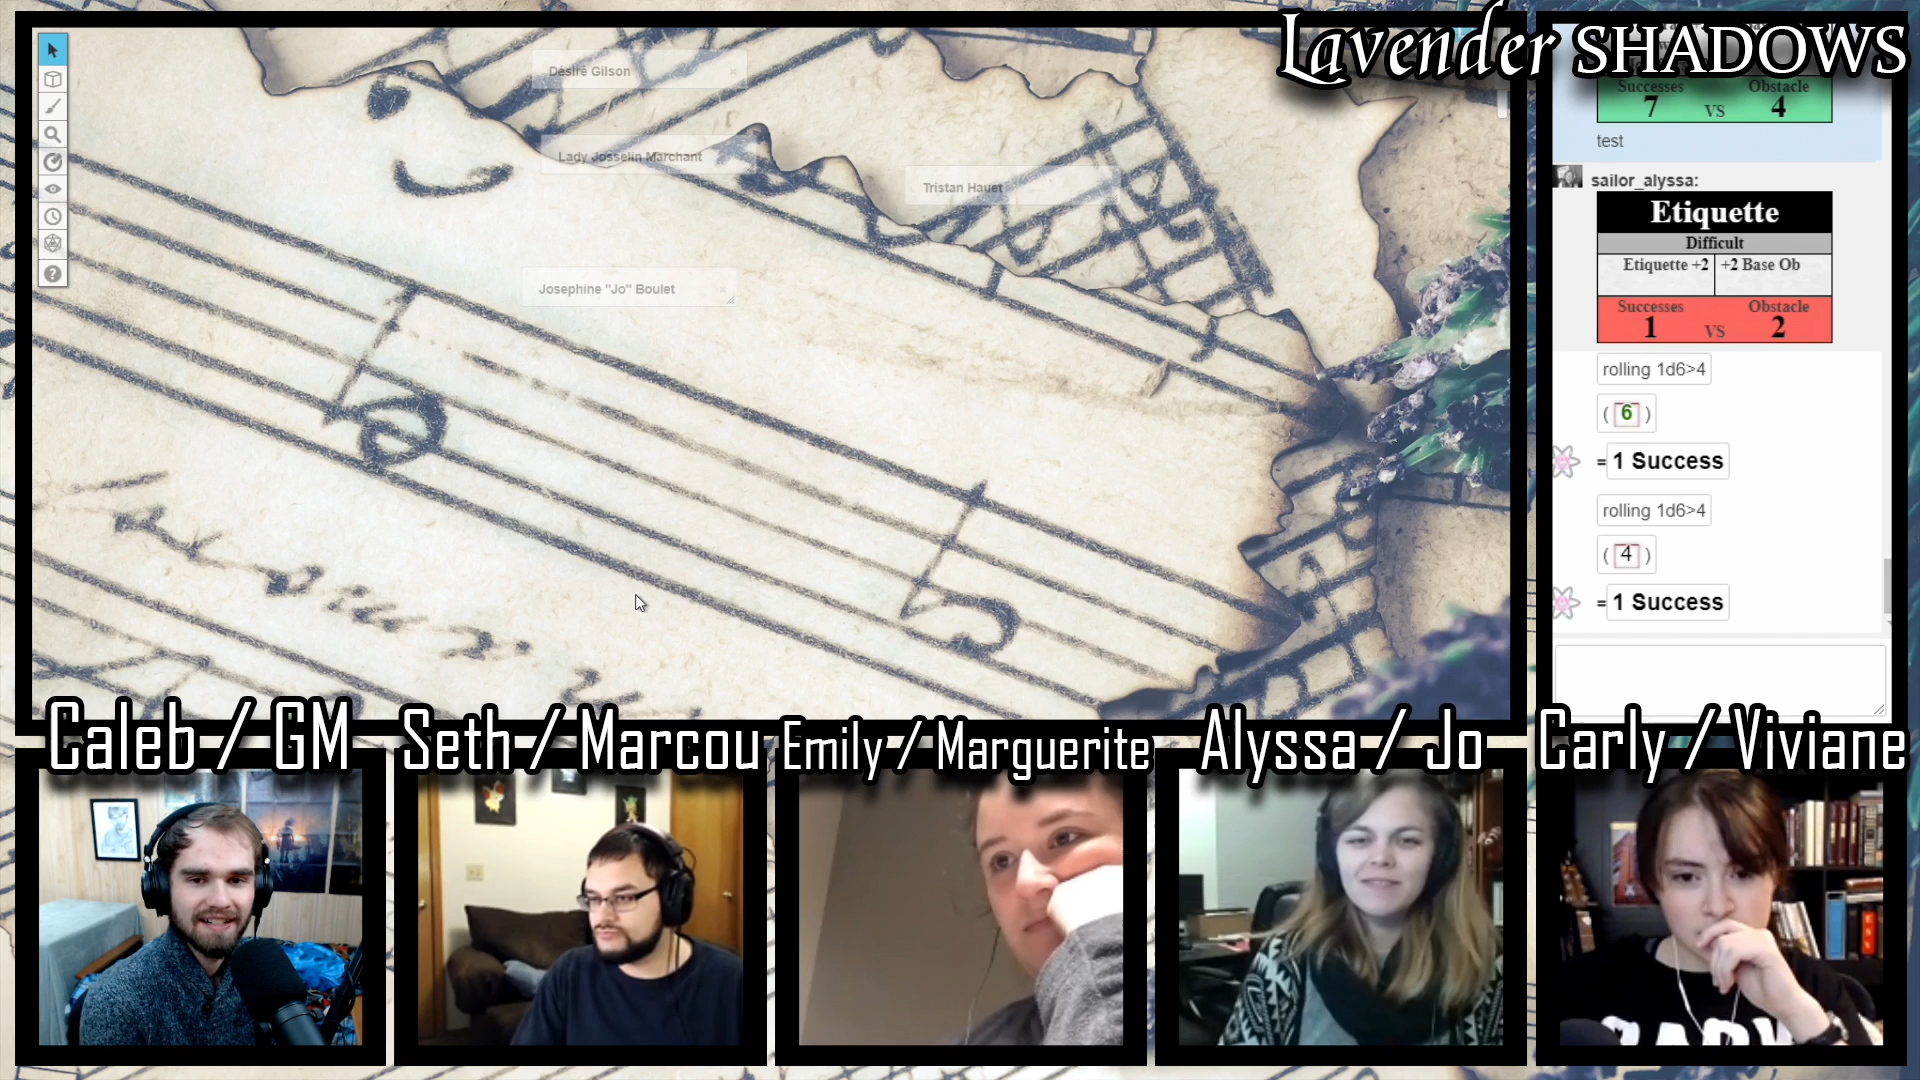 Lavender SHADOWS
Désiré Gilson
Lady Josselin Marchant
Tristan Hauet
Josephine "Jo" Boulet
Successes Obstacle
7 VS 4
test
sailor_alyssa:
Etiquette
Difficult
Etiquette +2 +2 Base Ob
Successes Obstacle
1 VS 2
rolling 1d6>4
( 6 )
= 1 Success
rolling 1d6>4
( 4 )
= 1 Success
Caleb / GM
Seth / Marcou
Emily / Marguerite
Alyssa / Jo
Carly / Viviane